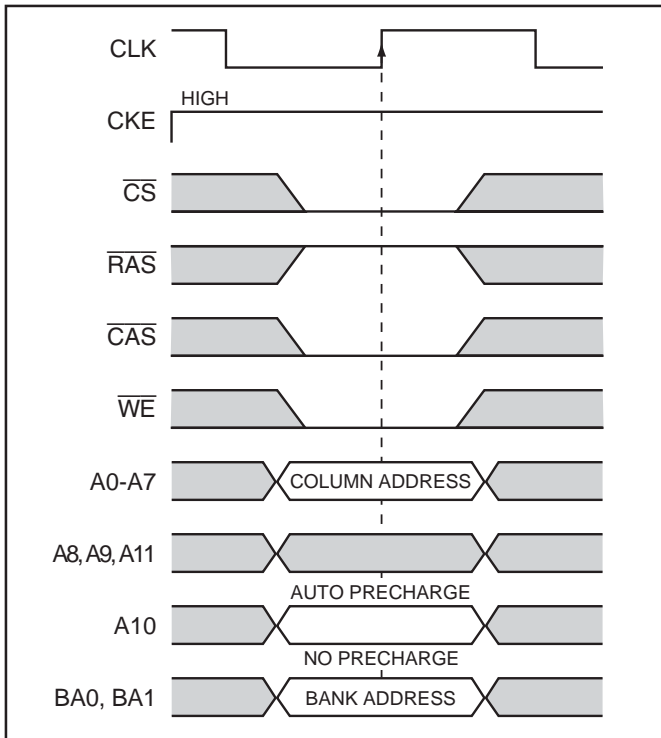 CLK
HIGH
CKE
CS
RAS
CAS
WE
A0-A7 COLUMN ADDRESS
A8, A9, A11
AUTO PRECHARGE
A10
NO PRECHARGE
BA0, BA1 BANK ADDRESS